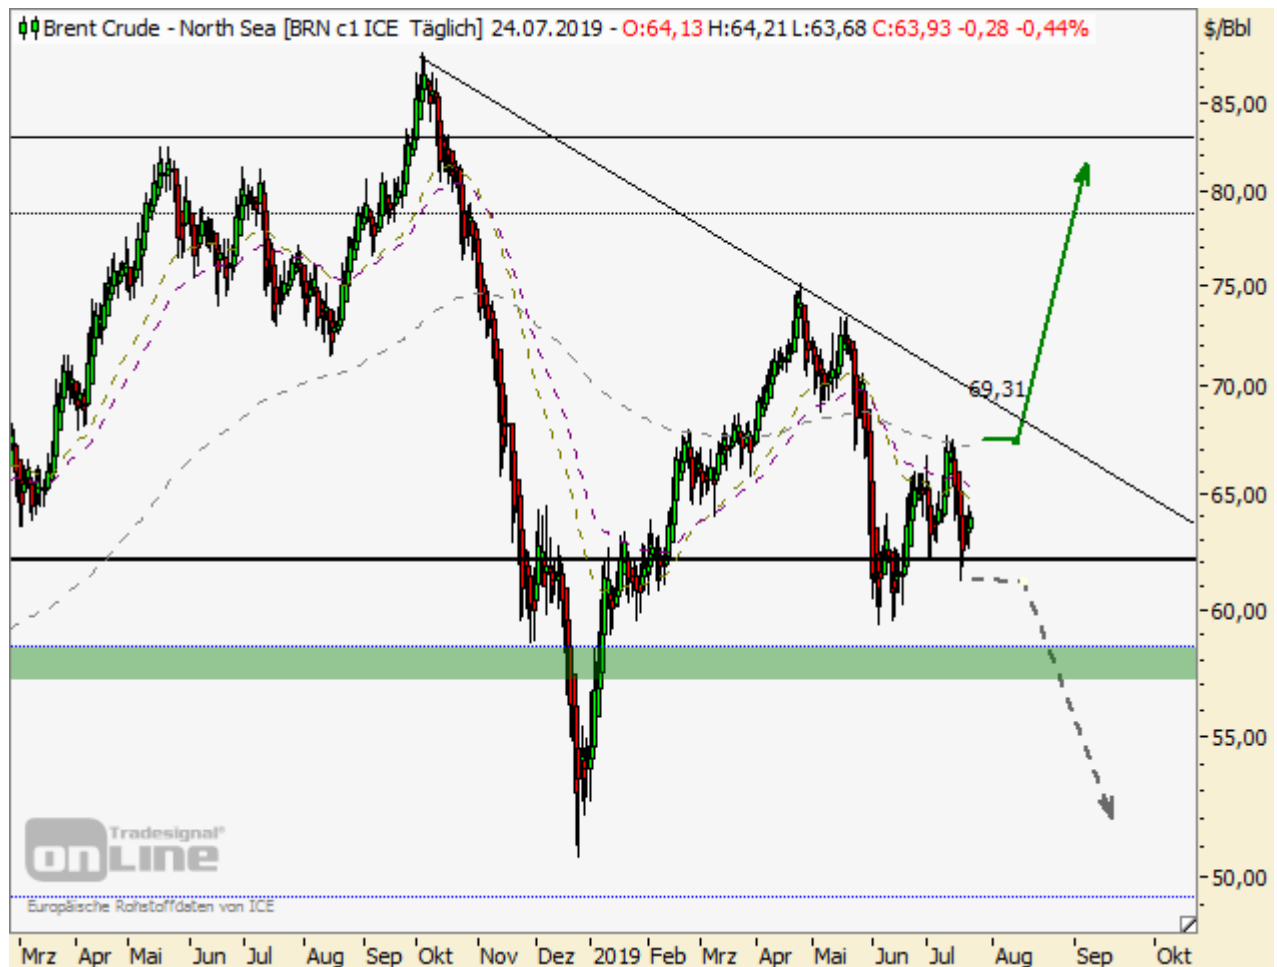 Brent Crude - North Sea [BRN c1 ICE Täglich] 24.07.2019 - O:64,13 H:64,21 L:63,68 C:63,93 -0,28 -0,44%
$/Bbl
85,00
80,00
75,00
70,00
69,31
65,00
60,00
55,00
50,00
Tradesignal®
onLine
Europäische Rohstoffdaten von ICE
Mrz Apr Mai Jun Jul Aug Sep Okt Nov Dez 2019 Feb Mrz Apr Mai Jun Jul Aug Sep Okt